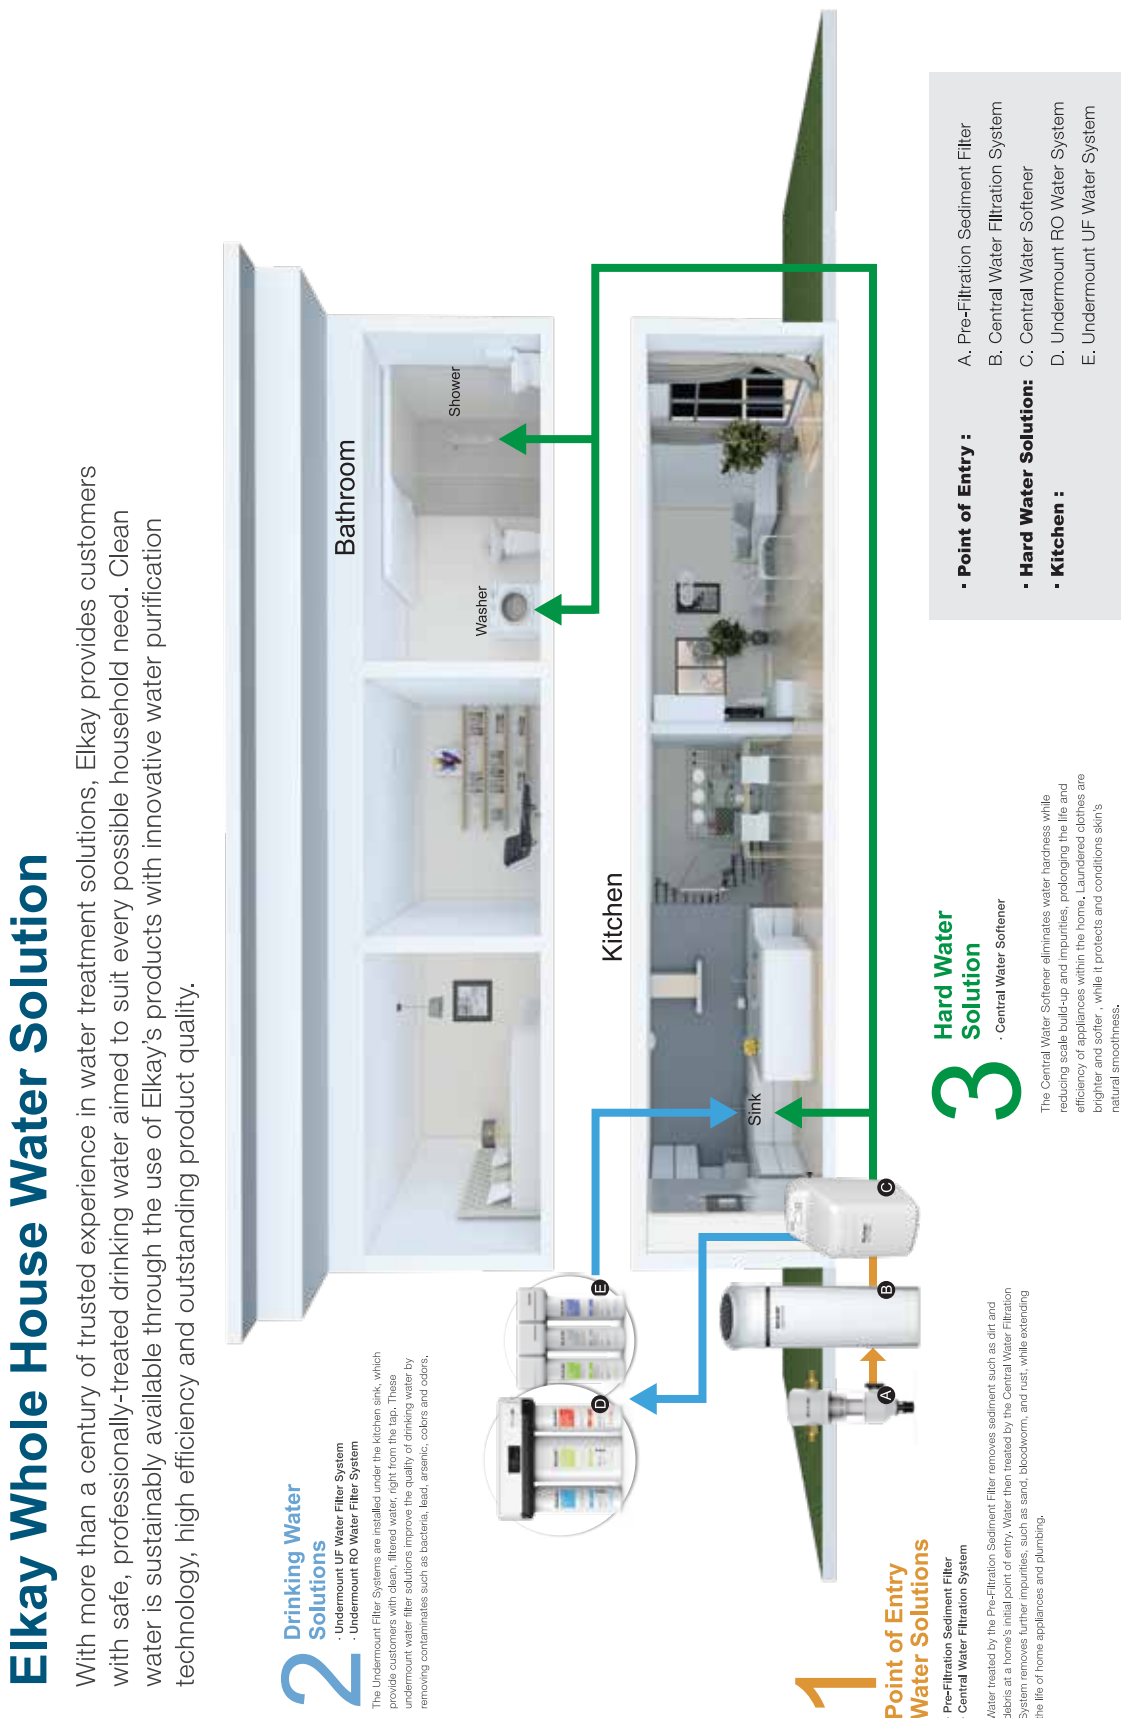 Elkay Whole House Water Solution
With more than a century of trusted experience in water treatment solutions, Elkay provides customers
with safe, professionally-treated drinking water aimed to suit every possible household need. Clean
water is sustainably available through the use of Elkay's products with innovative water purification
technology, high efficiency and outstanding product quality.
2
Drinking Water
Solutions
· Undermount UF Water Filter System
· Undermount RO Water Filter System
The Undermount Filter Systems are installed under the kitchen sink, which
provide customers with clean, filtered water, right from the tap. These
undermount water filter solutions improve the quality of drinking water by
removing contaminates such as bacteria, lead, arsenic, colors and odors.
Bathroom
Washer
Shower
Kitchen
Sink
D
E
A
B
C
1
Point of Entry
Water Solutions
· Pre-Filtration Sediment Filter
· Central Water Filtration System
Water treated by the Pre-Filtration Sediment Filter removes sediment such as dirt and
debris at a home's initial point of entry. Water then treated by the Central Water Filtration
System removes further impurities, such as sand, bloodworm, and rust, while extending
the life of home appliances and plumbing.
3
Hard Water
Solution
· Central Water Softener
The Central Water Softener eliminates water hardness while
reducing scale build-up and impurities, prolonging the life and
efficiency of appliances within the home. Laundered clothes are
brighter and softer , while it protects and conditions skin's
natural smoothness.
· Point of Entry : A. Pre-Filtration Sediment Filter
B. Central Water Filtration System
· Hard Water Solution: C. Central Water Softener
· Kitchen : D. Undermount RO Water System
E. Undermount UF Water System